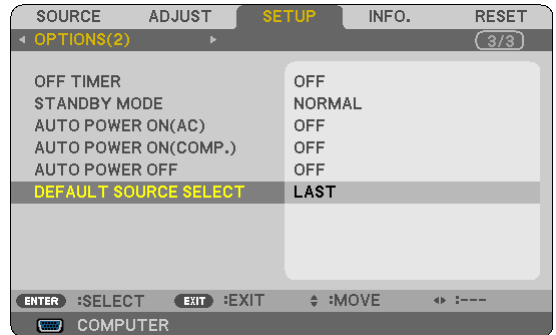 SOURCE ADJUST SETUP INFO. RESET
OPTIONS(2) 3/3
OFF TIMER OFF
STANDBY MODE NORMAL
AUTO POWER ON(AC) OFF
AUTO POWER ON(COMP.) OFF
AUTO POWER OFF OFF
DEFAULT SOURCE SELECT LAST
ENTER :SELECT EXIT :EXIT :MOVE :---
COMPUTER